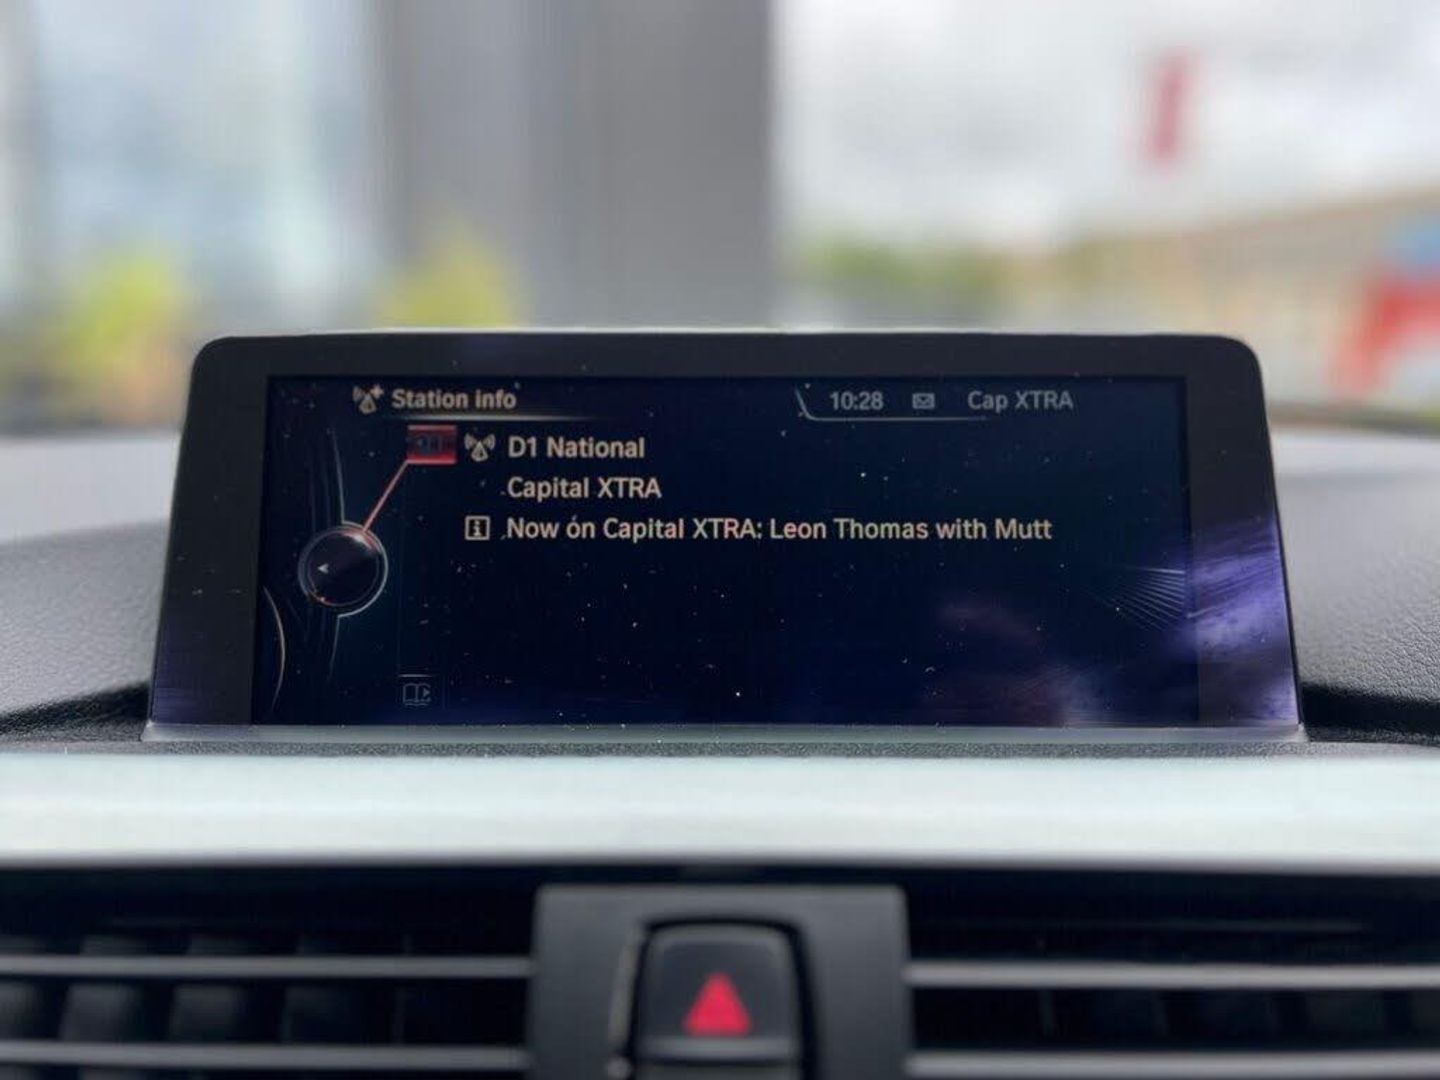 Station info
10:28 Cap XTRA
D1 National
Capital XTRA
Now on Capital XTRA: Leon Thomas with Mutt